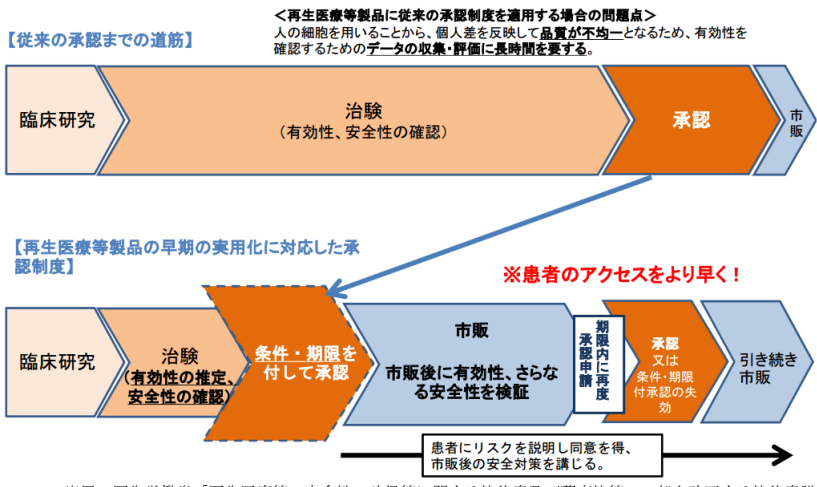 ＜再生医療等製品に従来の承認制度を適用する場合の問題点＞
人の細胞を用いることから、個人差を反映して品質が不均一となるため、有効性を
確認するためのデータの収集・評価に長時間を要する。
【従来の承認までの道筋】
臨床研究
治験
（有効性、安全性の確認）
承認
市
販
【再生医療等製品の早期の実用化に対応した承
認制度】
※患者のアクセスをより早く！
臨床研究
治験
（有効性の推定、
安全性の確認）
条件・期限を
付して承認
市販
市販後に有効性、さらな
る安全性を検証
期限内に再度
承認申請
承認
又は
条件・期限
付承認の失
効
引き続き
市販
患者にリスクを説明し同意を得、
市販後の安全対策を講じる。